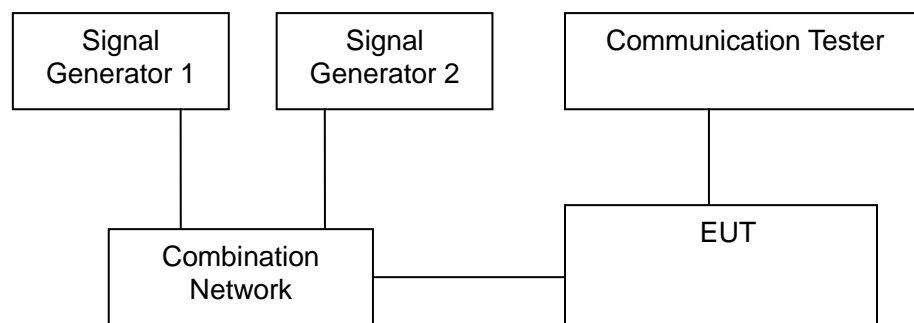 Signal
Generator 1
Signal
Generator 2
Communication Tester
Combination
Network
EUT